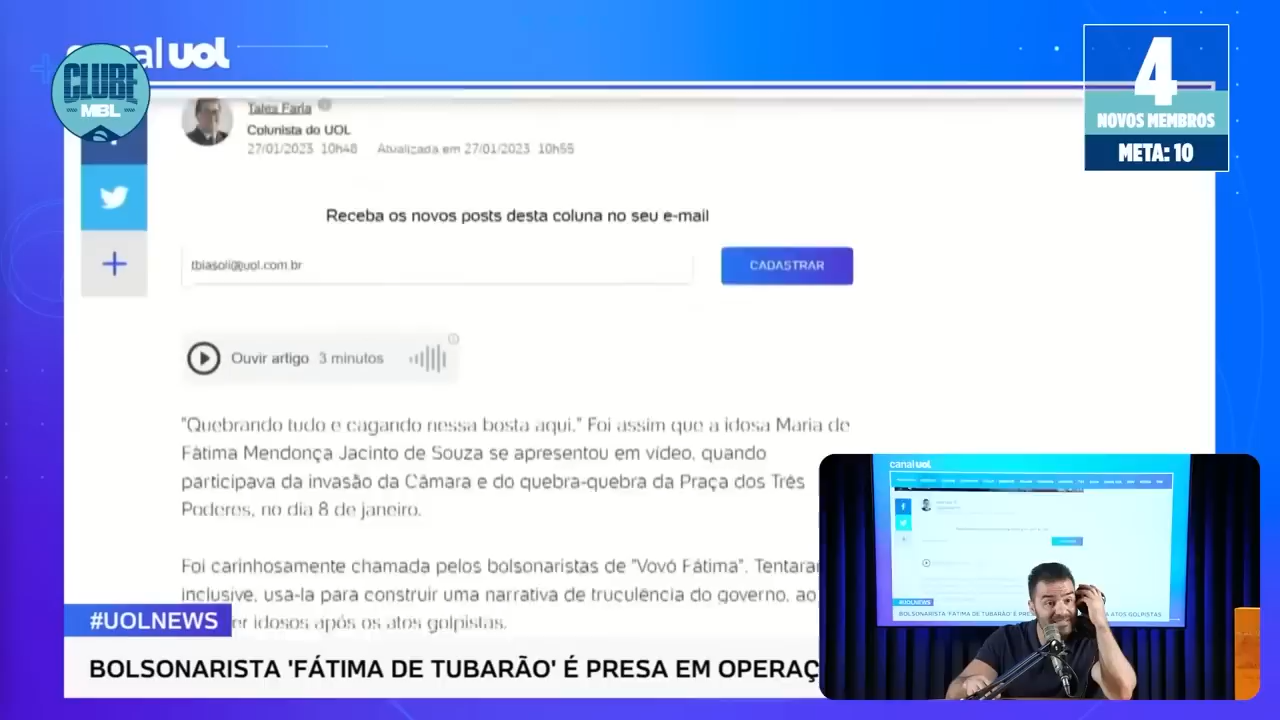 canal UOL
CLUBE
MBL
4
NOVOS MEMBROS
META: 10
Tales Faria
Colunista do UOL
27/01/2023 10h48 Atualizada em 27/01/2023 10h55
Receba os novos posts desta coluna no seu e-mail
tbiasoli@uol.com.br
CADASTRAR
Ouvir artigo 3 minutos
"Quebrando tudo e cagando nessa bosta aqui." Foi assim que a idosa Maria de
Fátima Mendonça Jacinto de Souza se apresentou em vídeo, quando
participava da invasão da Câmara e do quebra-quebra da Praça dos Três
Poderes, no dia 8 de janeiro.
Foi carinhosamente chamada pelos bolsonaristas de "Vovó Fátima". Tentaram
inclusive, usa-la para construir uma narrativa de truculência do governo, ao
er idosos após os atos golpistas.
#UOLNEWS
BOLSONARISTA 'FÁTIMA DE TUBARÃO' É PRESA EM OPERAÇ
canal UOL
#UOLNEWS
BOLSONARISTA 'FÁTIMA DE TUBARÃO' É PRES
A ATOS GOLPISTAS